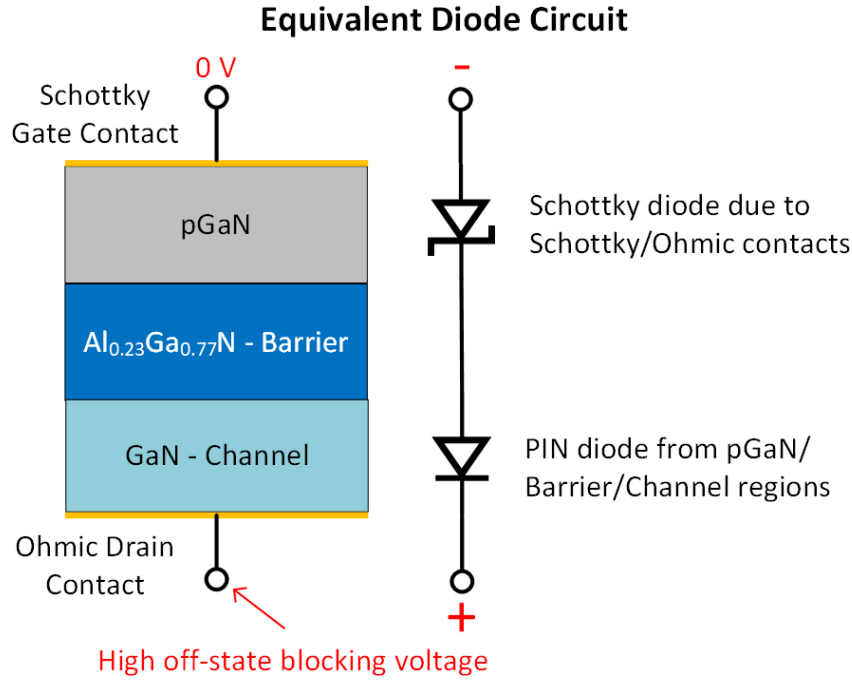 Equivalent Diode Circuit
0 V
-
Schottky
Gate Contact
pGaN
Schottky diode due to
Schottky/Ohmic contacts
Al₀.₂₃Ga₀.₇₇N - Barrier
GaN - Channel
PIN diode from pGaN/
Barrier/Channel regions
Ohmic Drain
Contact
+
High off-state blocking voltage